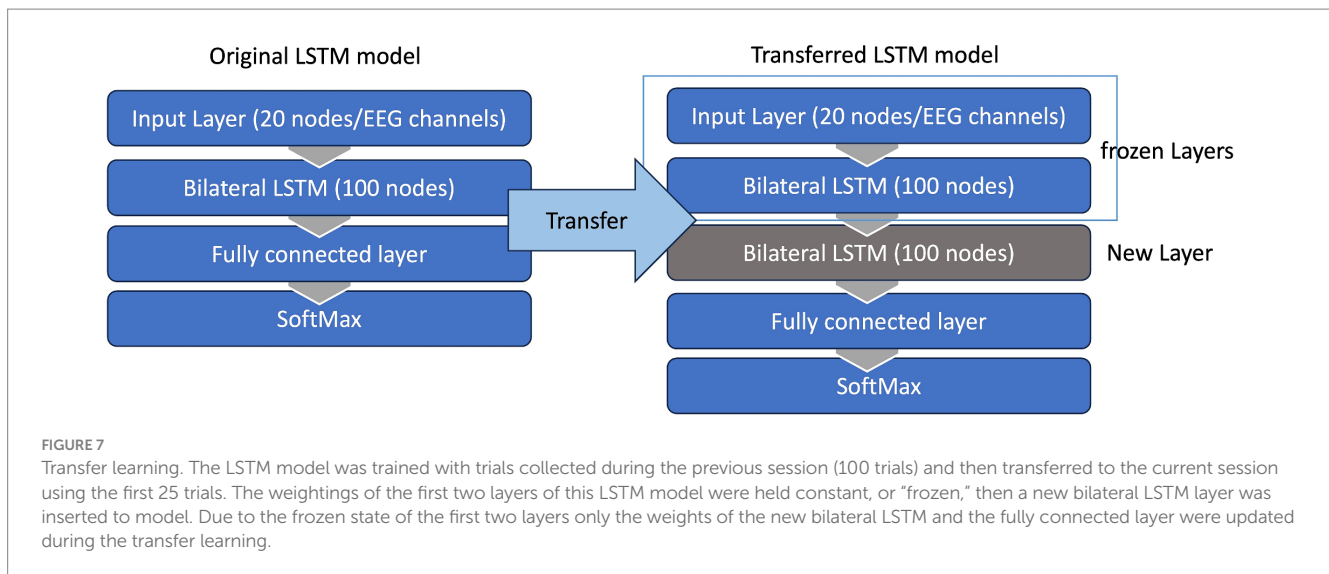 Original LSTM model
Input Layer (20 nodes/EEG channels)
Bilateral LSTM (100 nodes)
Fully connected layer
SoftMax
Transfer
Transferred LSTM model
Input Layer (20 nodes/EEG channels)
Bilateral LSTM (100 nodes)
frozen Layers
Bilateral LSTM (100 nodes)
New Layer
Fully connected layer
SoftMax
FIGURE 7
Transfer learning. The LSTM model was trained with trials collected during the previous session (100 trials) and then transferred to the current session
using the first 25 trials. The weightings of the first two layers of this LSTM model were held constant, or “frozen,” then a new bilateral LSTM layer was
inserted to model. Due to the frozen state of the first two layers only the weights of the new bilateral LSTM and the fully connected layer were updated
during the transfer learning.